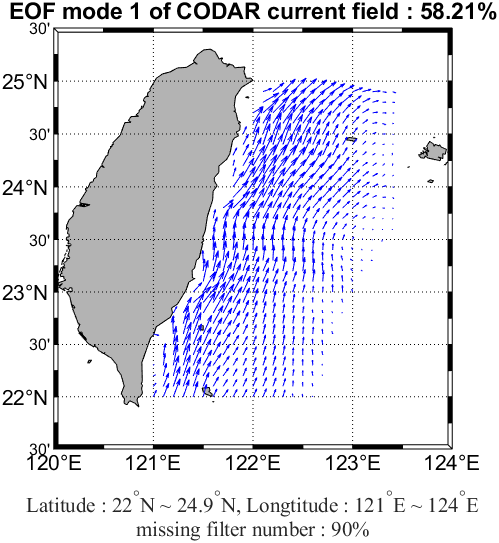 EOF mode 1 of CODAR current field : 58.21%
30'
25°N
30'
24°N
30'
23°N
30'
22°N
30'
120°E 121°E 122°E 123°E 124°E
Latitude : 22°N ~ 24.9°N, Longtitude : 121°E ~ 124°E
missing filter number : 90%